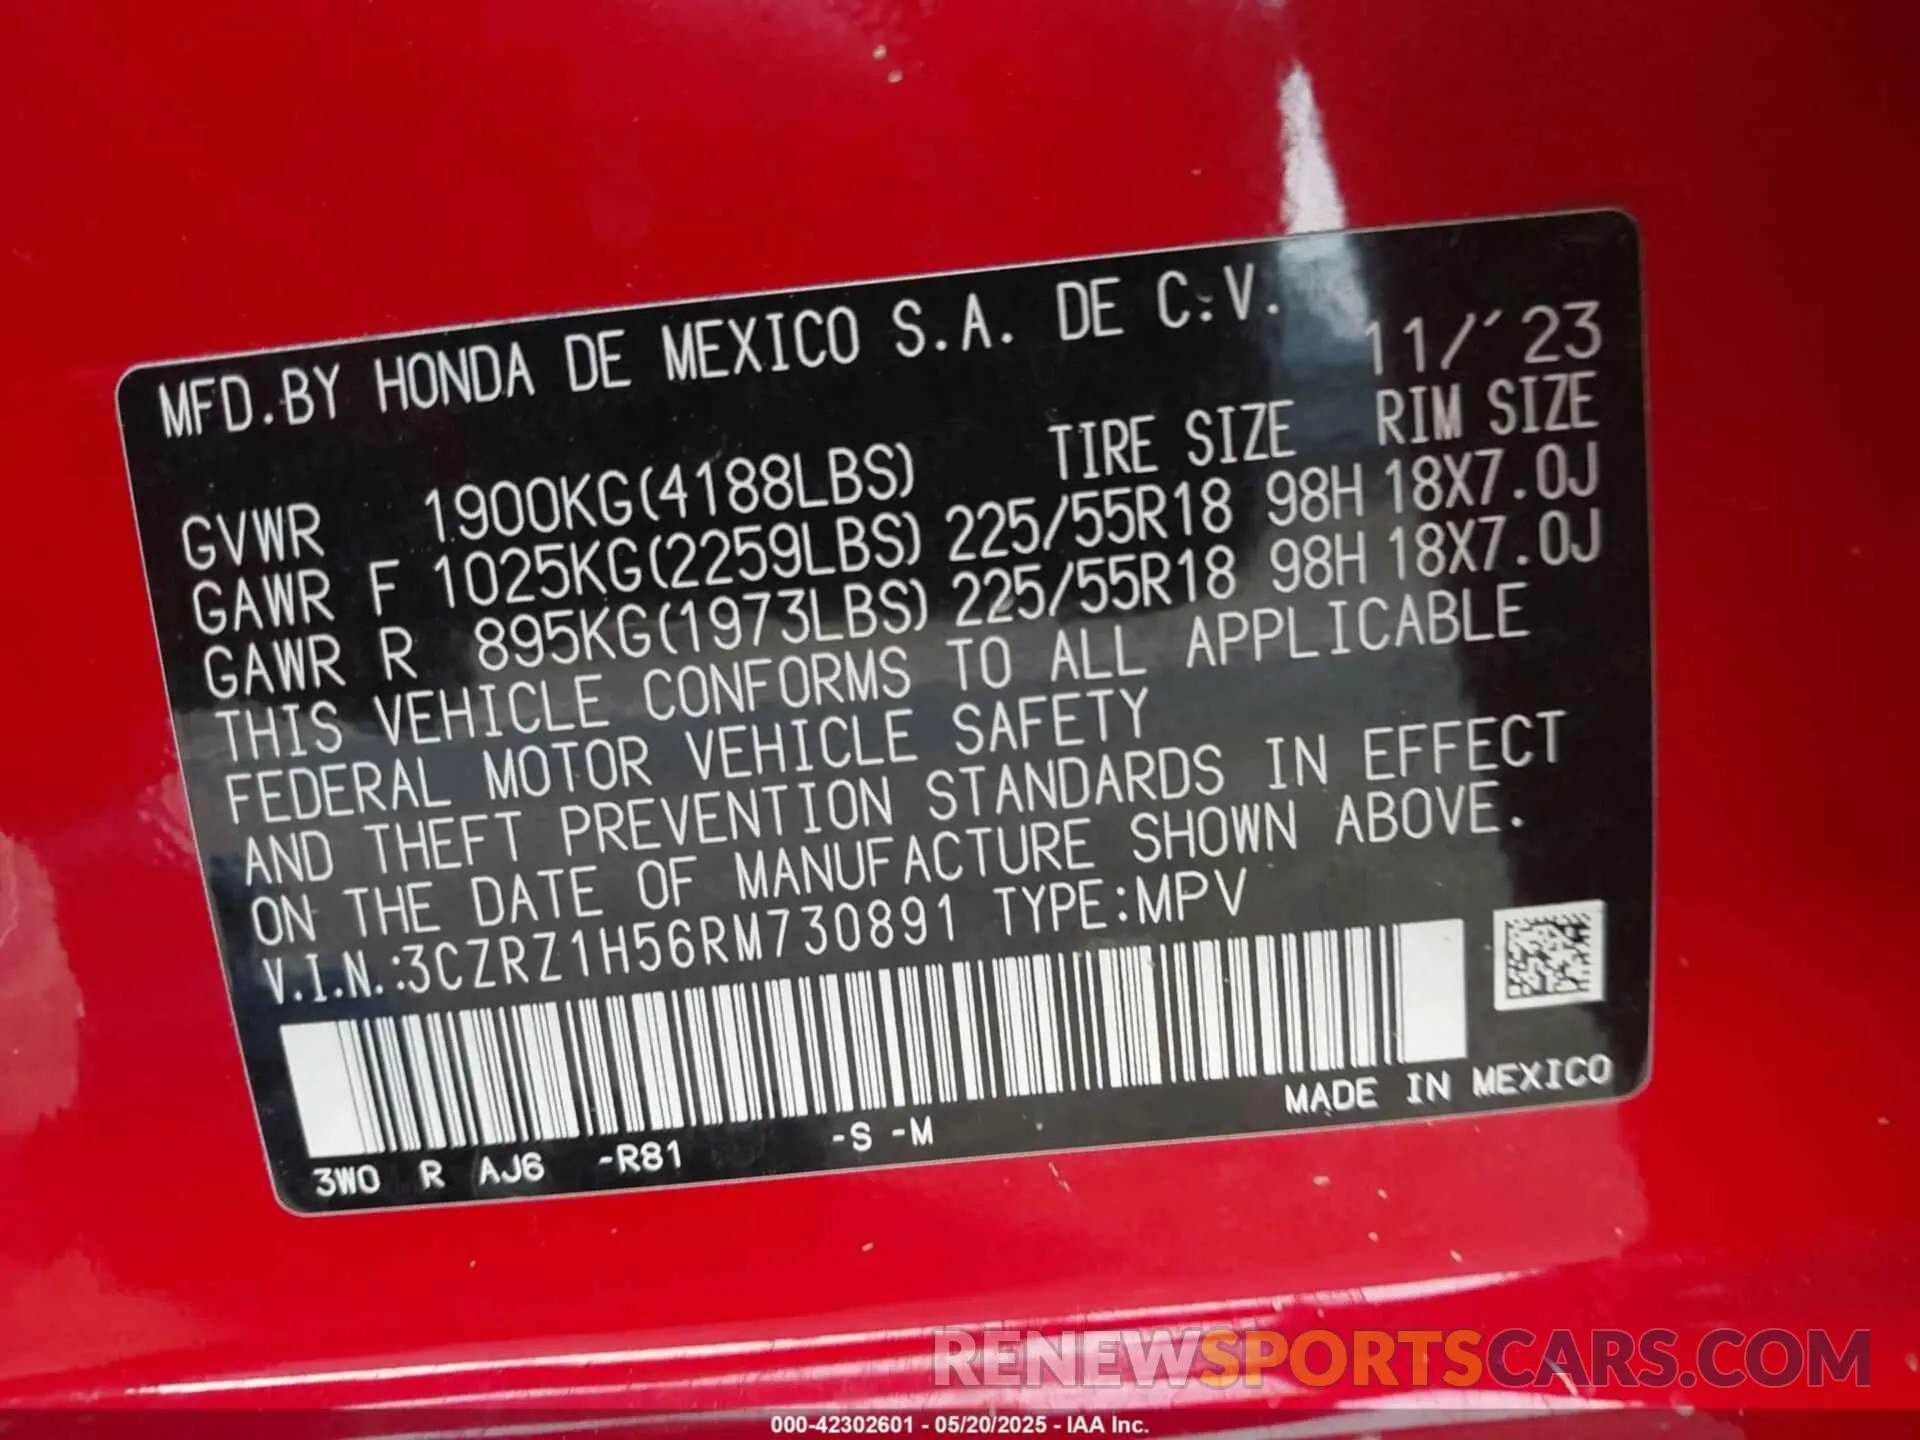 MFD.BY HONDA DE MEXICO S.A. DE C.V. 11/´23
TIRE SIZE RIM SIZE
GVWR 1900KG(4188LBS)
GAWR F 1025KG(2259LBS) 225/55R18 98H 18X7.0J
GAWR R 895KG(1973LBS) 225/55R18 98H 18X7.0J
THIS VEHICLE CONFORMS TO ALL APPLICABLE
FEDERAL MOTOR VEHICLE SAFETY
AND THEFT PREVENTION STANDARDS IN EFFECT
ON THE DATE OF MANUFACTURE SHOWN ABOVE.
V.I.N.:3CZRZ1H56RM730891 TYPE:MPV
MADE IN MEXICO
3WO R AJ6 -R81 -S -M
RENEWSPORTSCARS.COM
000-42302601 - 05/20/2025 - IAA Inc.